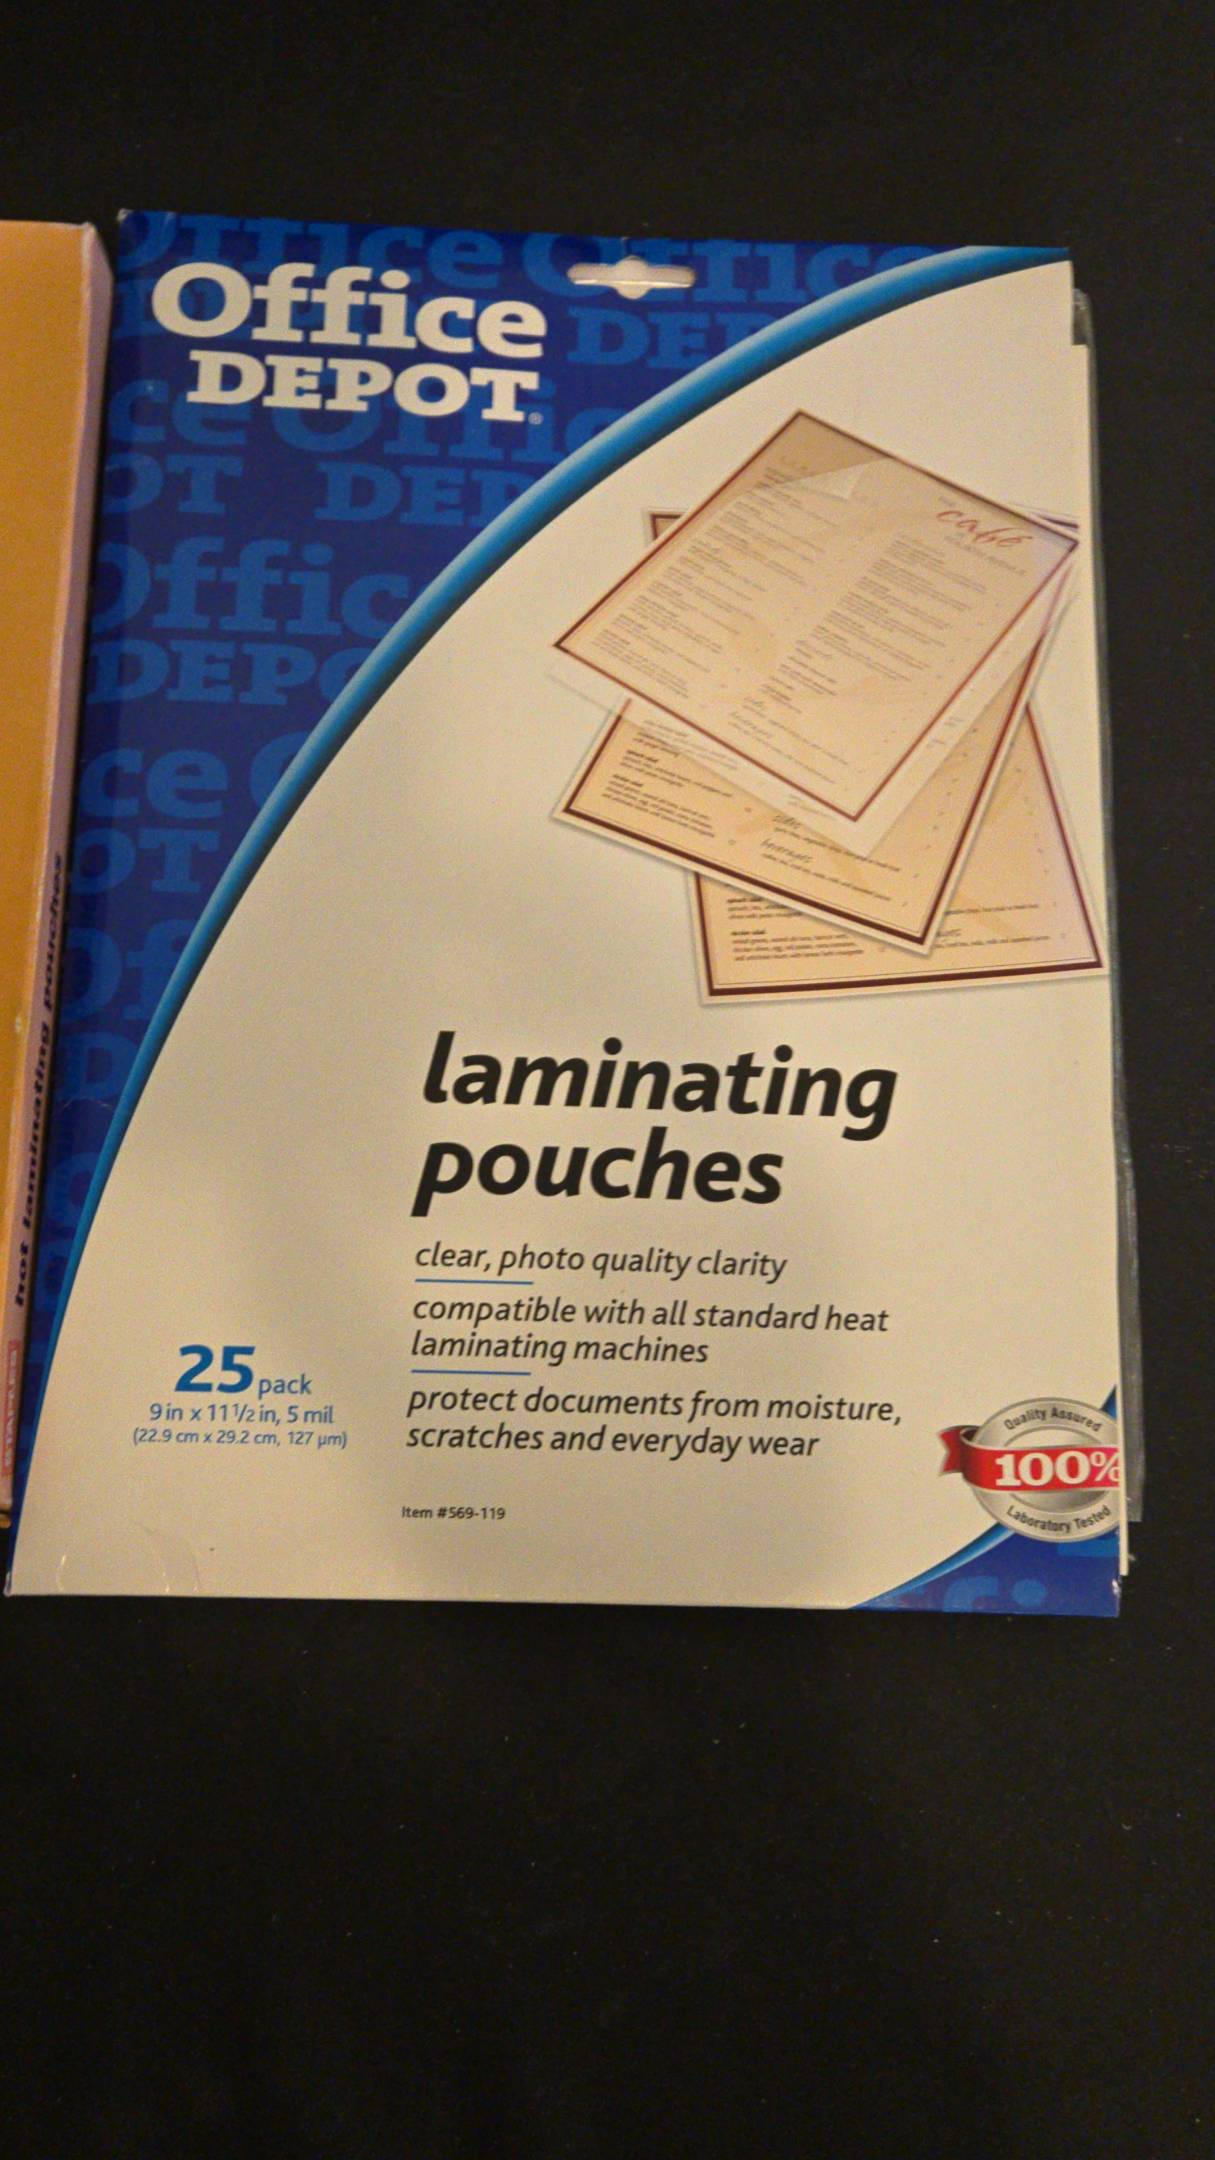 Office
DEPOT®
café
beverages
laminating
pouches
clear, photo quality clarity
compatible with all standard heat
laminating machines
protect documents from moisture,
scratches and everyday wear
25 pack
9 in x 11 1/2 in, 5 mil
(22.9 cm x 29.2 cm, 127 µm)
Item #569-119
Quality Assured
100%
Laboratory Tested
hot laminating pouches
STAPLES